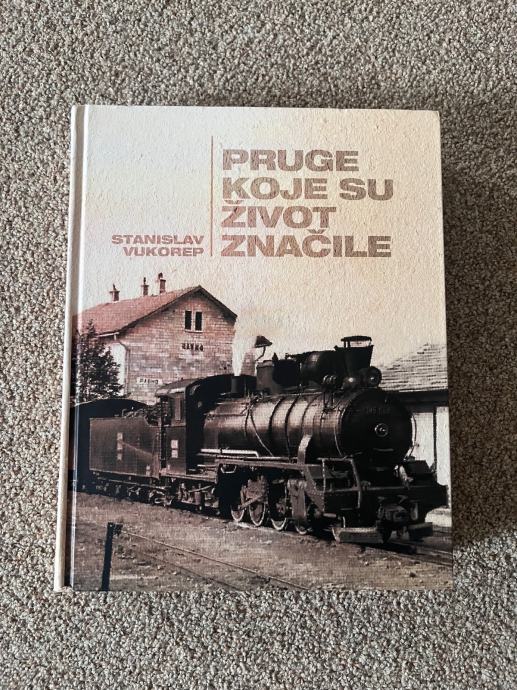 PRUGE
KOJE SU
ŽIVOT
ZNAČILE
STANISLAV
VUKOREP